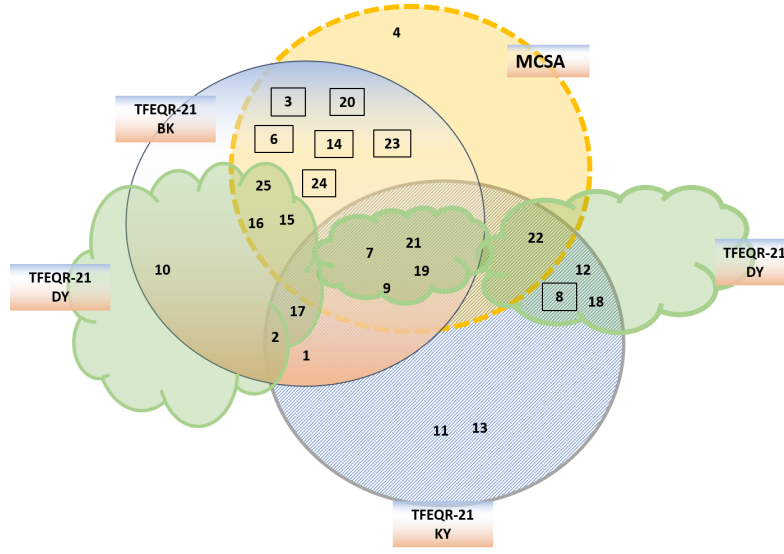 4
MCSA
TFEQR-21
BK
3 20
6 14 23
24
25
16 15
22
7 21
19
9
10
12
8 18
TFEQR-21
DY
TFEQR-21
DY
17
2
1
11 13
TFEQR-21
KY